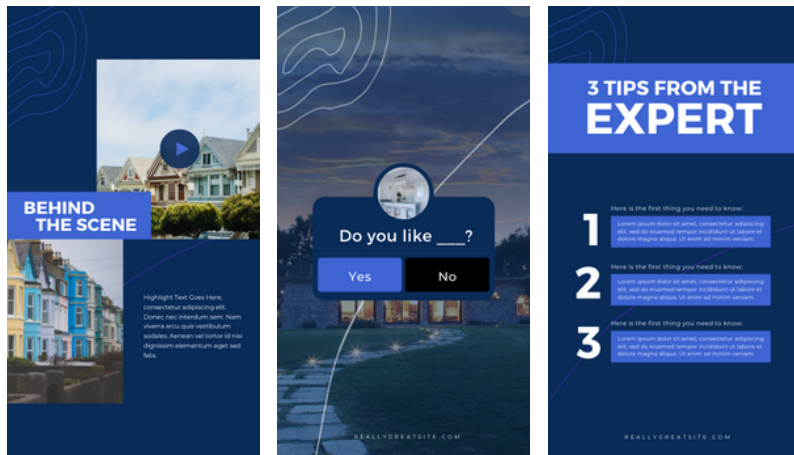 BEHIND
THE SCENE
Highlight Text Goes Here,
consectetur adipiscing elit.
Donec nec interdum sem. Nam
viverra arcu quis vestibulum
sodales. Aenean vel tortor id nisi
dignissim elementum eget sed
felis.
Do you like ____?
Yes
No
REALLYGREATSITE.COM
3 TIPS FROM THE
EXPERT
1
Here is the first thing you need to know:
Lorem ipsum dolor sit amet, consectetur adipiscing
elit, sed do eiusmod tempor incididunt ut labore et
dolore magna aliqua. Ut enim ad minim veniam.
2
Here is the first thing you need to know:
Lorem ipsum dolor sit amet, consectetur adipiscing
elit, sed do eiusmod tempor incididunt ut labore et
dolore magna aliqua. Ut enim ad minim veniam.
3
Here is the first thing you need to know:
Lorem ipsum dolor sit amet, consectetur adipiscing
elit, sed do eiusmod tempor incididunt ut labore et
dolore magna aliqua. Ut enim ad minim veniam.
REALLYGREATSITE.COM